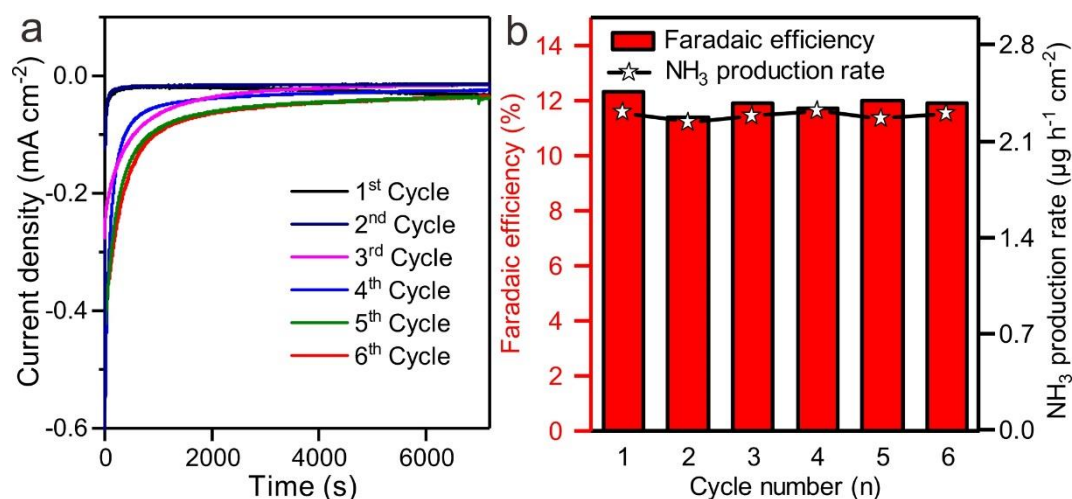 a
Current density (mA cm⁻²)
0.0
-0.2
-0.4
-0.6
0
2000
4000
6000
Time (s)
1ˢᵗ Cycle
2ⁿᵈ Cycle
3ʳᵈ Cycle
4ᵗʰ Cycle
5ᵗʰ Cycle
6ᵗʰ Cycle
b
Faradaic efficiency (%)
14
12
10
8
6
4
2
0
Faradaic efficiency
NH₃ production rate
1
2
3
4
5
6
Cycle number (n)
2.8
2.1
1.4
0.7
0.0
NH₃ production rate (µg h⁻¹ cm⁻²)